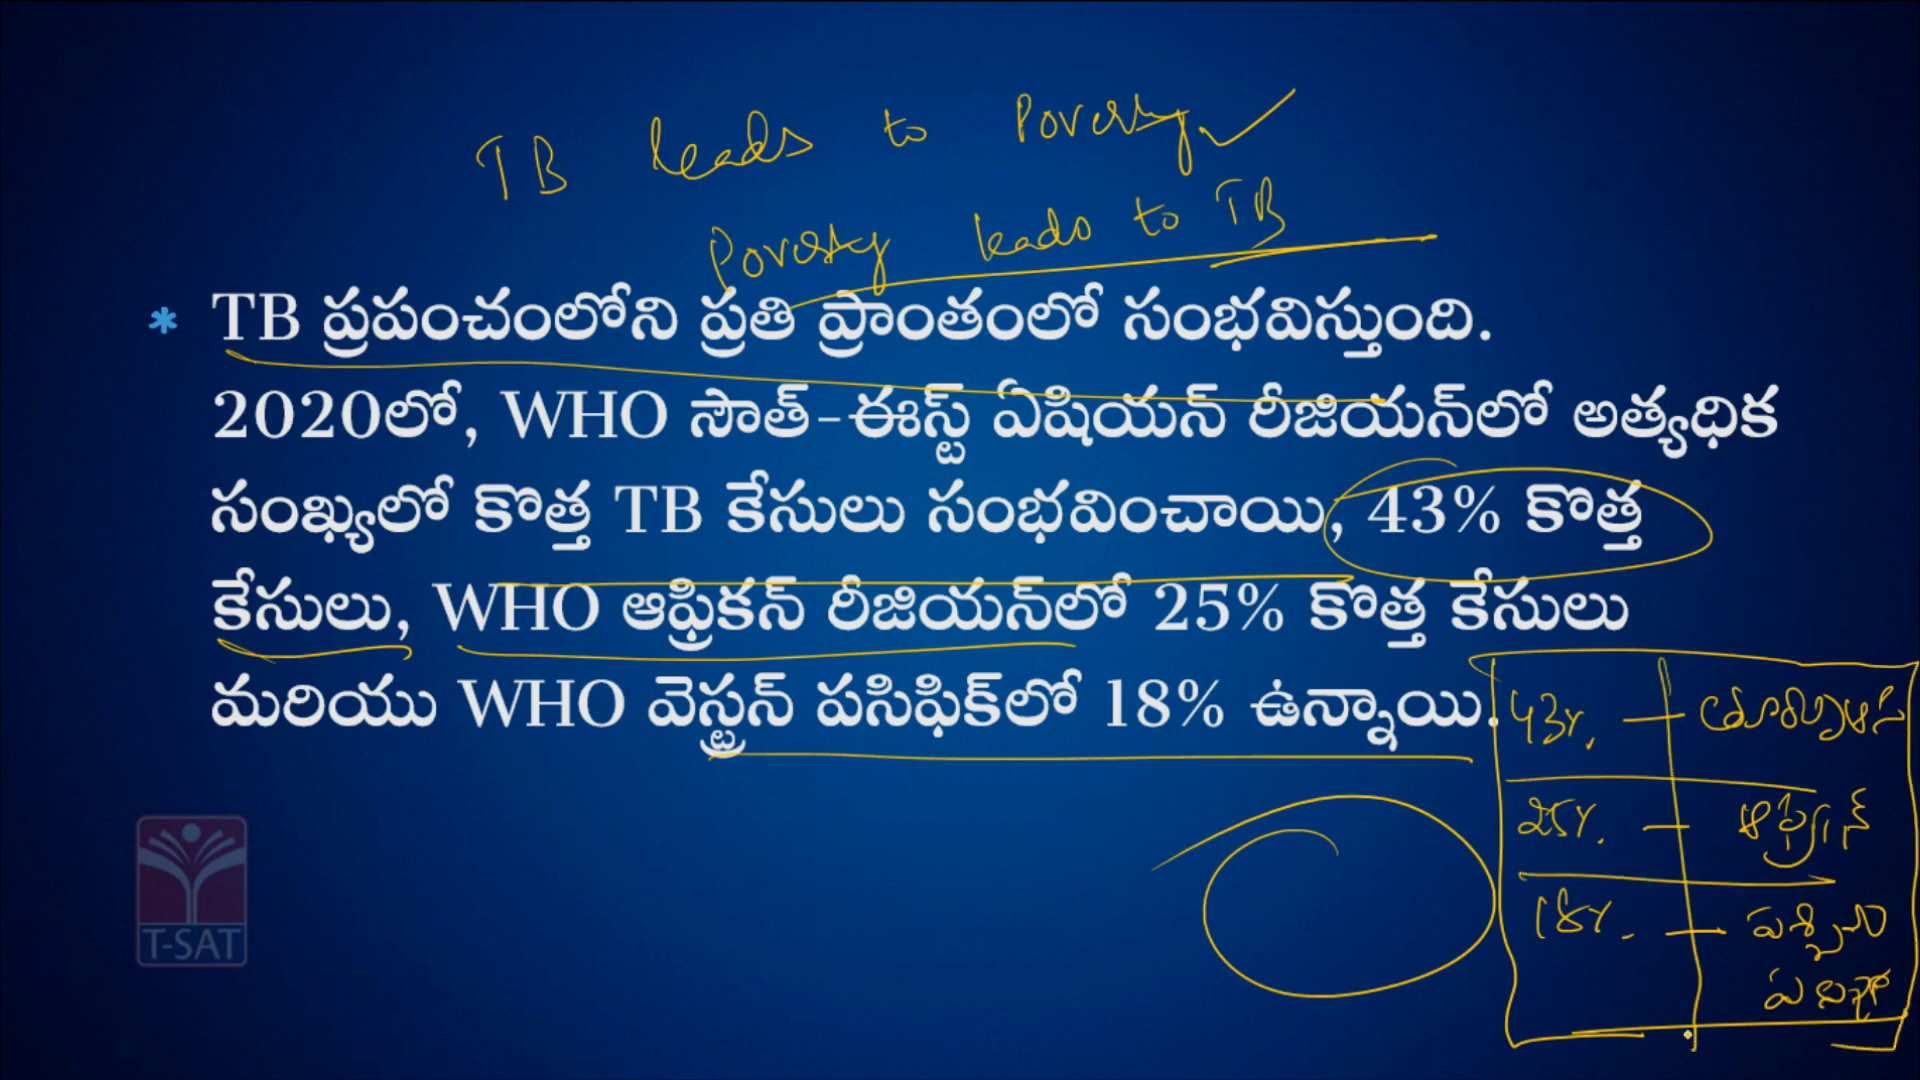 TB leads to Poverty
Poverty leads to TB
* TB ప్రపంచంలోని ప్రతి ప్రాంతంలో సంభవిస్తుంది.
2020లో, WHO సౌత్-ఈస్ట్ ఏషియన్ రీజియన్‌లో అత్యధిక
సంఖ్యలో కొత్త TB కేసులు సంభవించాయి, 43% కొత్త
కేసులు, WHO ఆఫ్రికన్ రీజియన్‌లో 25% కొత్త కేసులు
మరియు WHO వెస్ట్రన్ పసిఫిక్‌లో 18% ఉన్నాయి.
43%. —
25%. —
18%. —
T-SAT